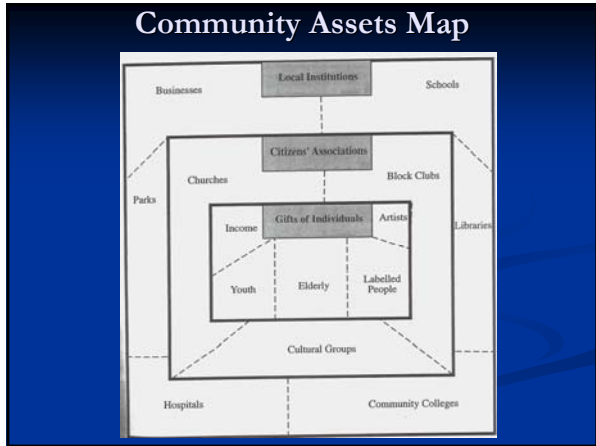 Community Assets Map
Local Institutions
Businesses
Schools
Citizens' Associations
Churches
Block Clubs
Parks
Libraries
Gifts of Individuals
Income
Artists
Youth
Elderly
Labelled
People
Cultural Groups
Hospitals
Community Colleges